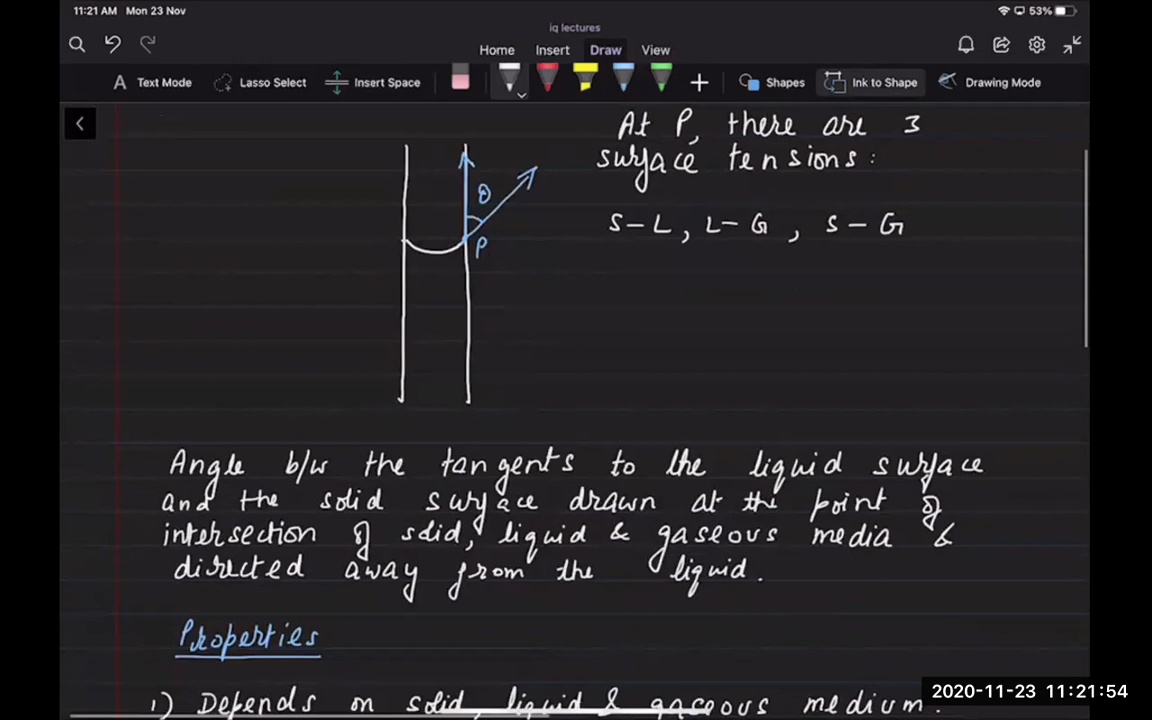 11:21 AM Mon 23 Nov
53%
iq lectures
Home Insert Draw View
Text Mode Lasso Select Insert Space Shapes Ink to Shape Drawing Mode
At P, there are 3
surface tensions:
S-L, L-G, S-G
θ
P
Angle b/w the tangents to the liquid surface
and the solid surface drawn at the point of
intersection of solid, liquid & gaseous media &
directed away from the liquid.
Properties
1) Depends on solid, liquid & gaseous medium.
2020-11-23 11:21:54